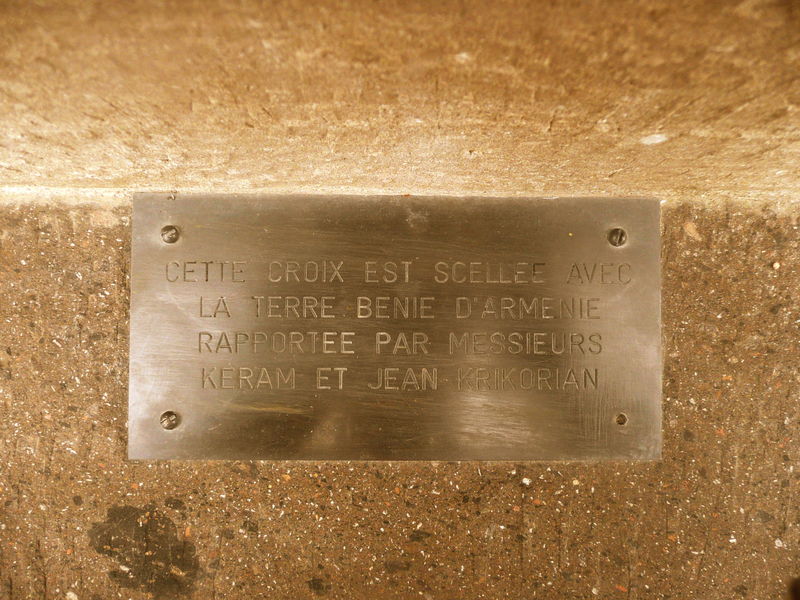 CETTE CROIX EST SCELLEE AVEC
LA TERRE BENIE D'ARMENIE
RAPPORTEE PAR MESSIEURS
KERAM ET JEAN KRIKORIAN